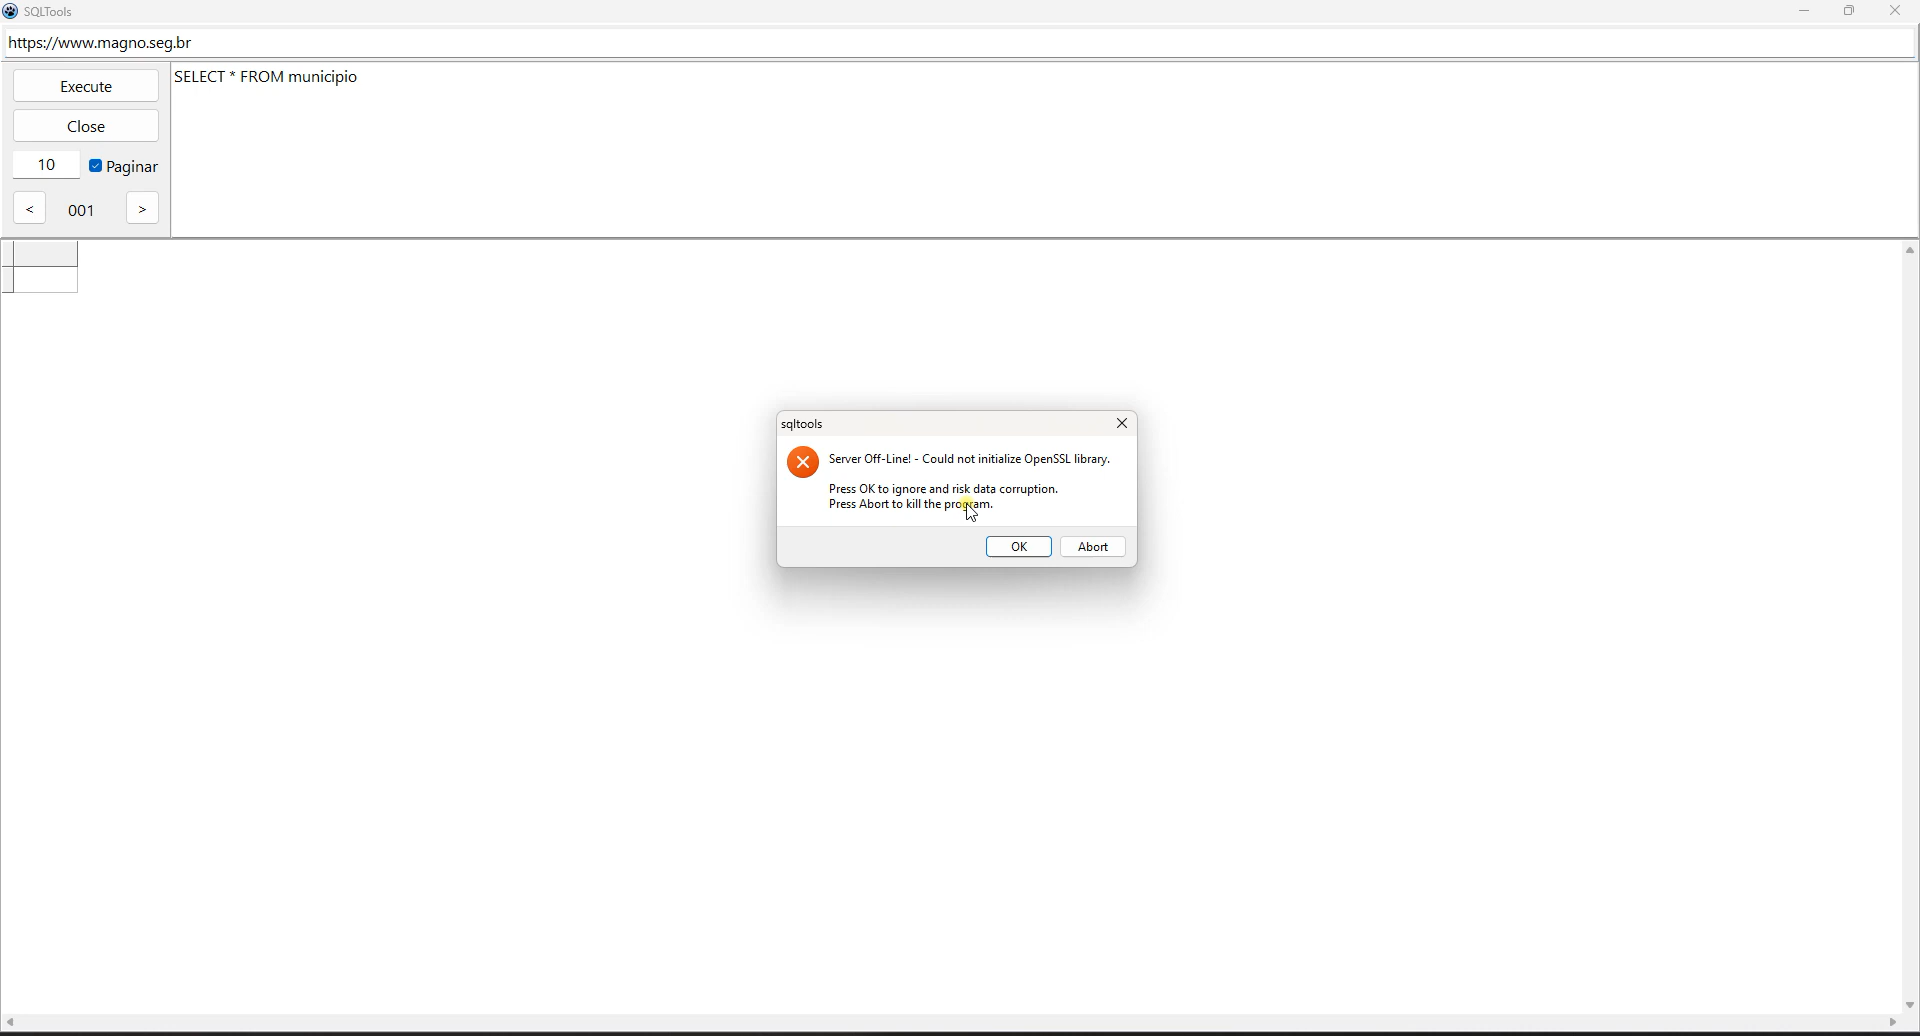 SQLTools
https://www.magno.seg.br
Execute
SELECT * FROM municipio
Close
10
Paginar
<
001
>
sqltools
Server Off-Line! - Could not initialize OpenSSL library.
Press OK to ignore and risk data corruption.
Press Abort to kill the program.
OK
Abort